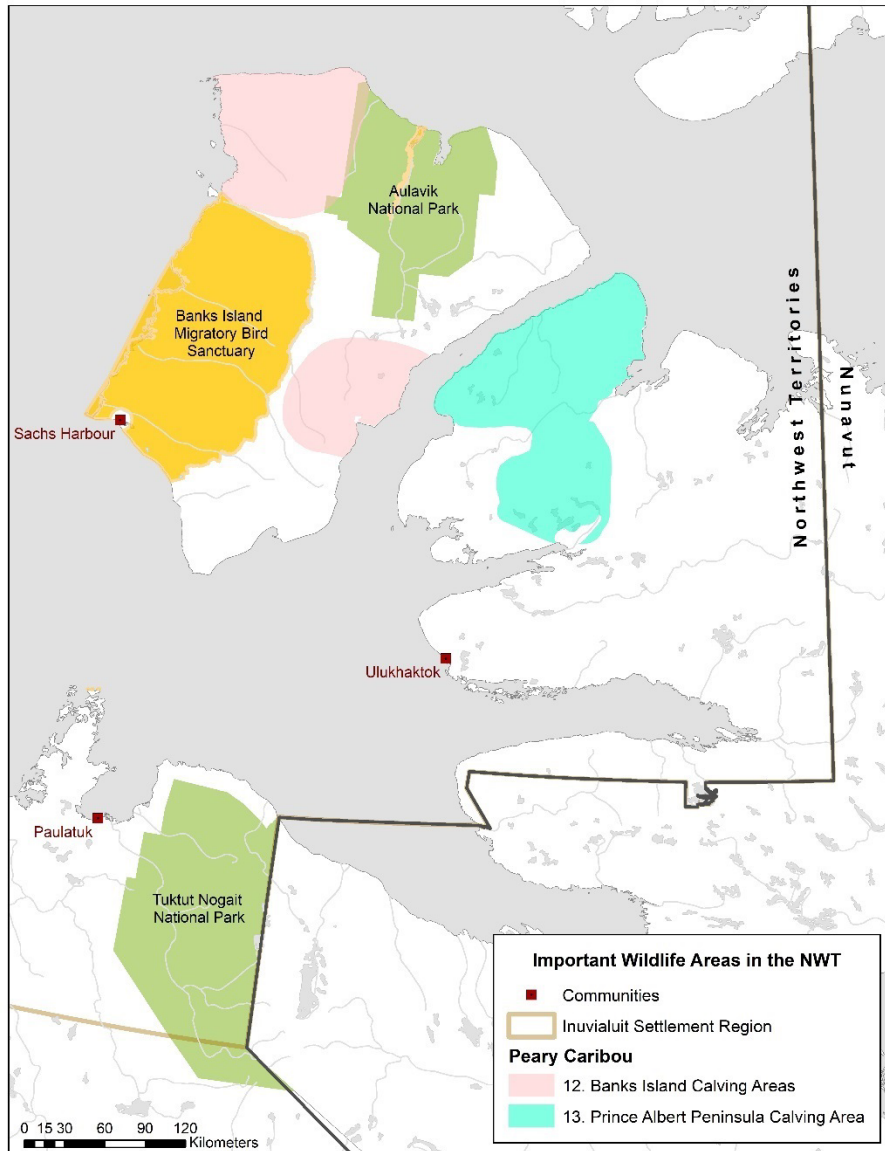 Aulavik
National Park
Banks Island
Migratory Bird
Sanctuary
Sachs Harbour
Northwest Territories
Nunavut
Ulukhaktok
Paulatuk
Tuktut Nogait
National Park
Important Wildlife Areas in the NWT
Communities
Inuvialuit Settlement Region
Peary Caribou
12. Banks Island Calving Areas
13. Prince Albert Peninsula Calving Area
0 15 30 60 90 120
Kilometers